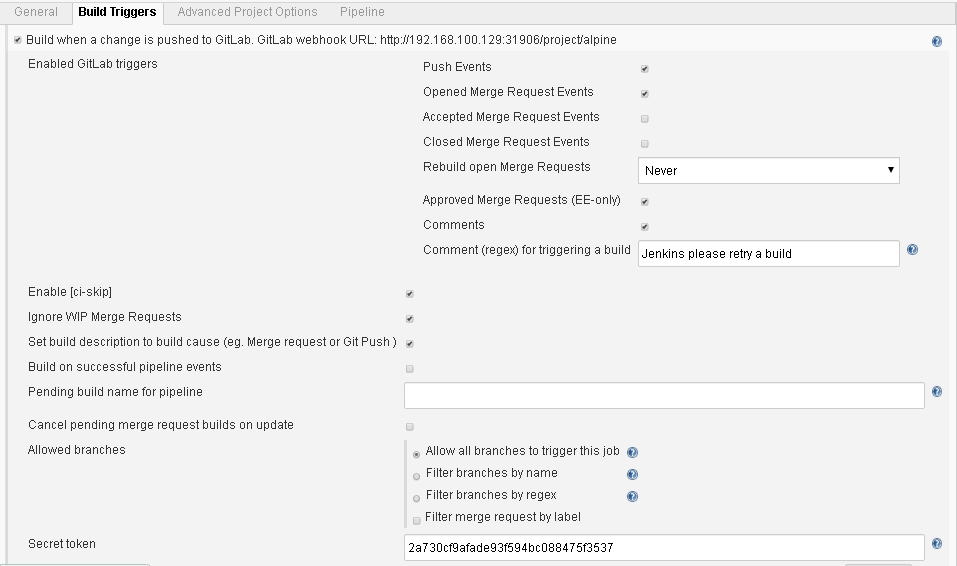 General Build Triggers Advanced Project Options Pipeline
Build when a change is pushed to GitLab. GitLab webhook URL: http://192.168.100.129:31906/project/alpine
Enabled GitLab triggers
Push Events
Opened Merge Request Events
Accepted Merge Request Events
Closed Merge Request Events
Rebuild open Merge Requests Never
Approved Merge Requests (EE-only)
Comments
Comment (regex) for triggering a build Jenkins please retry a build
Enable [ci-skip]
Ignore WIP Merge Requests
Set build description to build cause (eg. Merge request or Git Push )
Build on successful pipeline events
Pending build name for pipeline
Cancel pending merge request builds on update
Allowed branches
Allow all branches to trigger this job
Filter branches by name
Filter branches by regex
Filter merge request by label
Secret token 2a730cf9afade93f594bc088475f3537